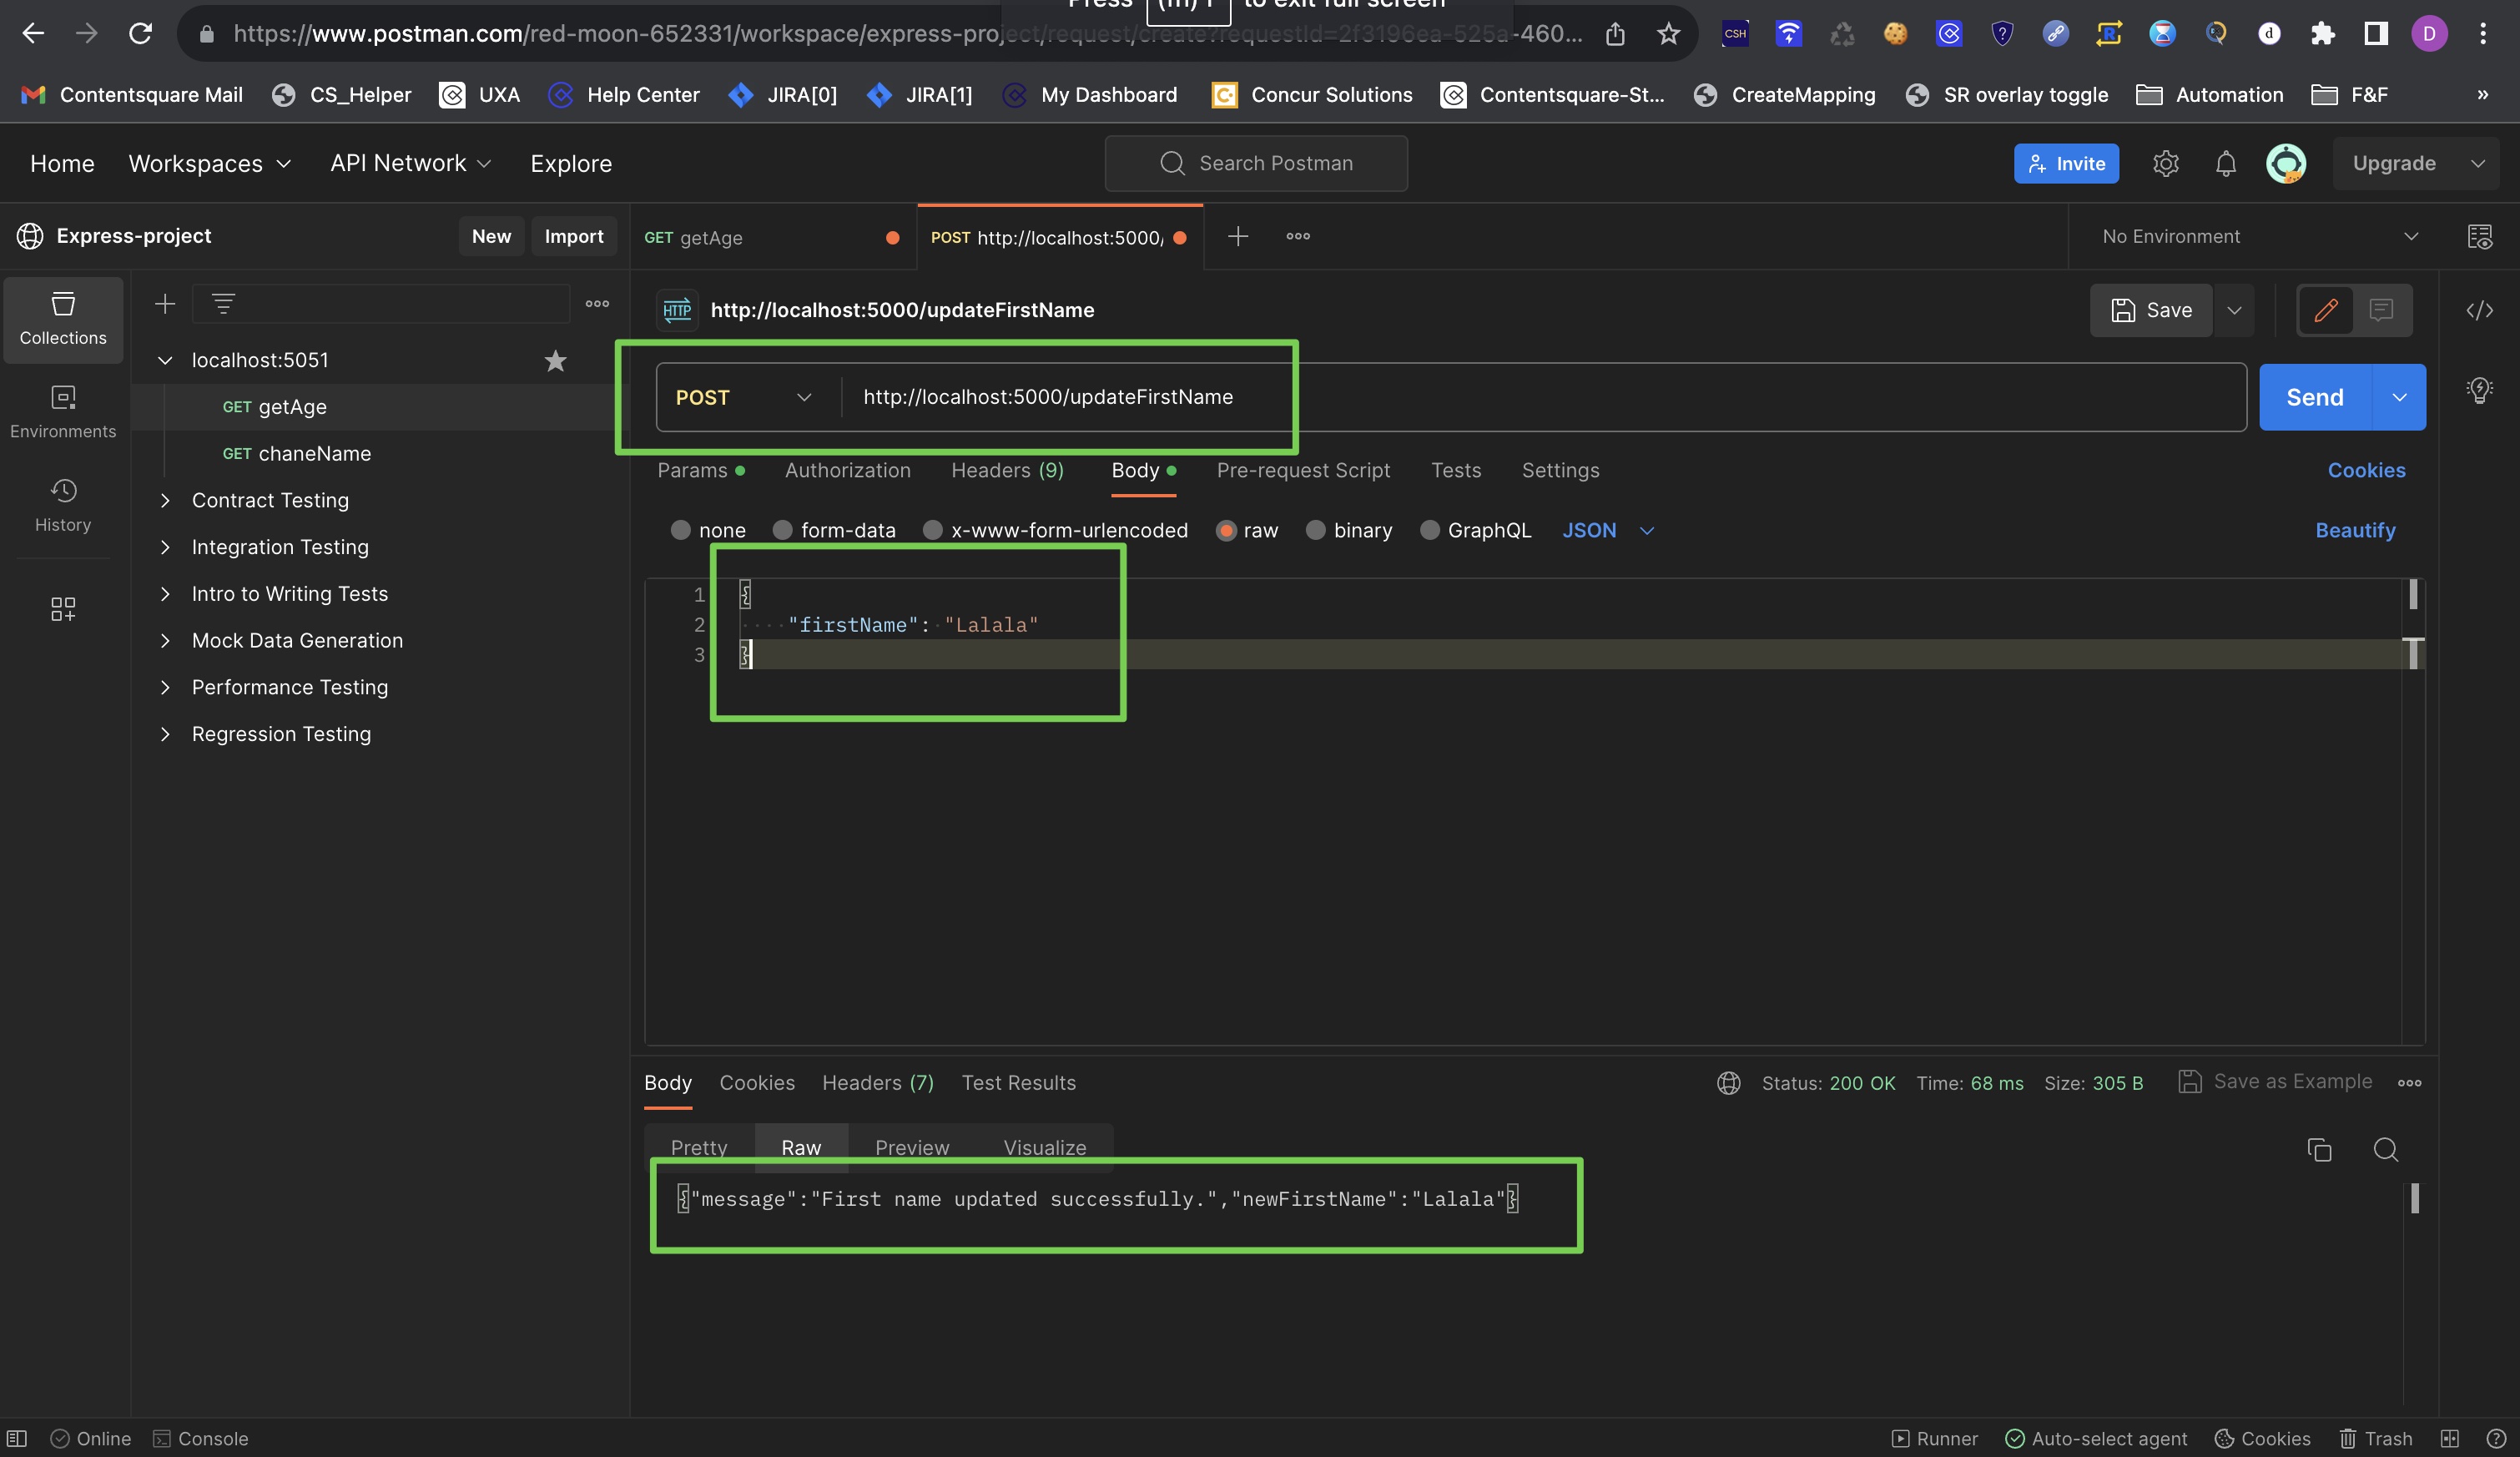 Press (fn) F to exit full screen
https://www.postman.com/red-moon-652331/workspace/express-project/request/create?requestId=2f3196ea-525a-460...
CSH
D
Contentsquare Mail CS_Helper UXA Help Center JIRA[0] JIRA[1] My Dashboard Concur Solutions Contentsquare-St... CreateMapping SR overlay toggle Automation F&F »
Home Workspaces API Network Explore Search Postman Invite Upgrade
Express-project New Import GET getAge POST http://localhost:5000/ No Environment
Collections
HTTP http://localhost:5000/updateFirstName Save
localhost:5051
POST http://localhost:5000/updateFirstName Send
GET getAge
Environments
GET chaneName
Params Authorization Headers (9) Body Pre-request Script Tests Settings Cookies
Contract Testing
History
none form-data x-www-form-urlencoded raw binary GraphQL JSON Beautify
Integration Testing
Intro to Writing Tests
Mock Data Generation
Performance Testing
Regression Testing
1 {
2 "firstName": "Lalala"
3 }
Body Cookies Headers (7) Test Results Status: 200 OK Time: 68 ms Size: 305 B Save as Example
Pretty Raw Preview Visualize
{"message":"First name updated successfully.","newFirstName":"Lalala"}
Online Console Runner Auto-select agent Cookies Trash